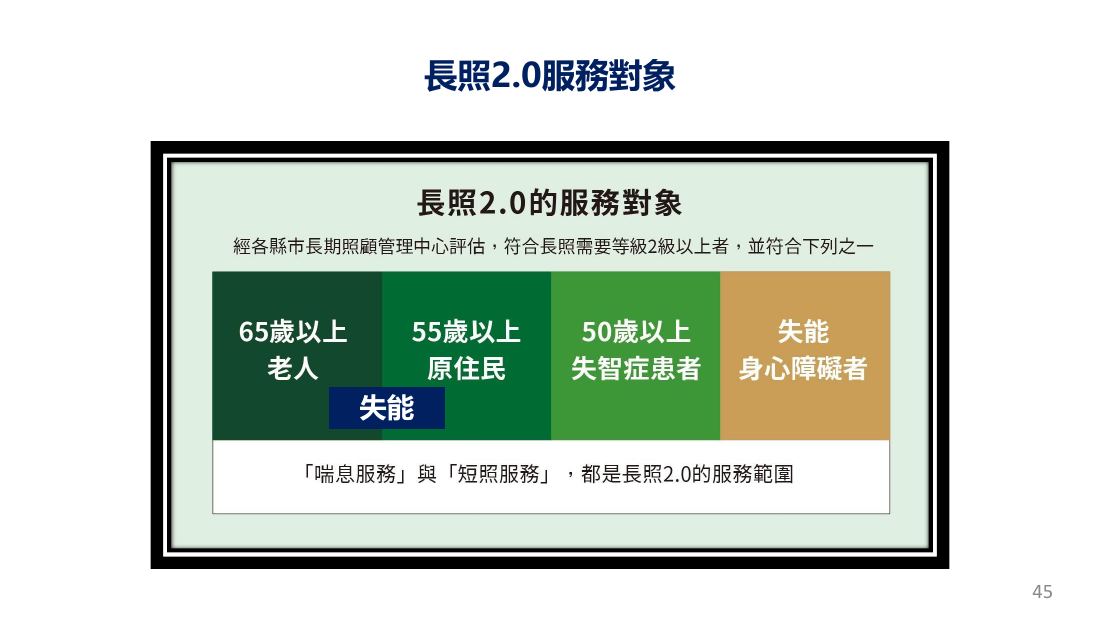 長照2.0服務對象
長照2.0的服務對象
經各縣市長期照顧管理中心評估，符合長照需要等級2級以上者，並符合下列之一
65歲以上
老人
55歲以上
原住民
失能
50歲以上
失智症患者
失能
身心障礙者
「喘息服務」與「短照服務」，都是長照2.0的服務範圍
45